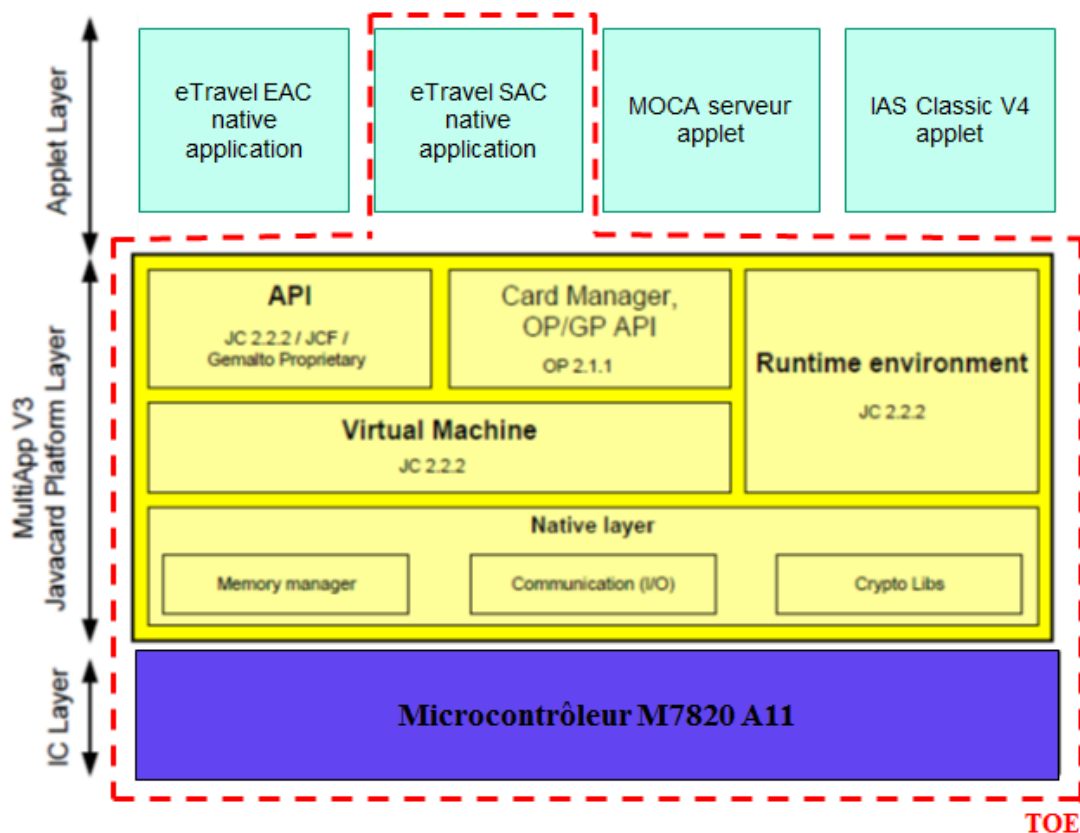 Applet Layer
eTravel EAC
native
application
eTravel SAC
native
application
MOCA serveur
applet
IAS Classic V4
applet
MultiApp V3
Javacard Platform Layer
API
JC 2.2.2 / JCF /
Gemalto Proprietary
Card Manager,
OP/GP API
OP 2.1.1
Runtime environment
JC 2.2.2
Virtual Machine
JC 2.2.2
Native layer
Memory manager
Communication (I/O)
Crypto Libs
IC Layer
Microcontrôleur M7820 A11
TOE